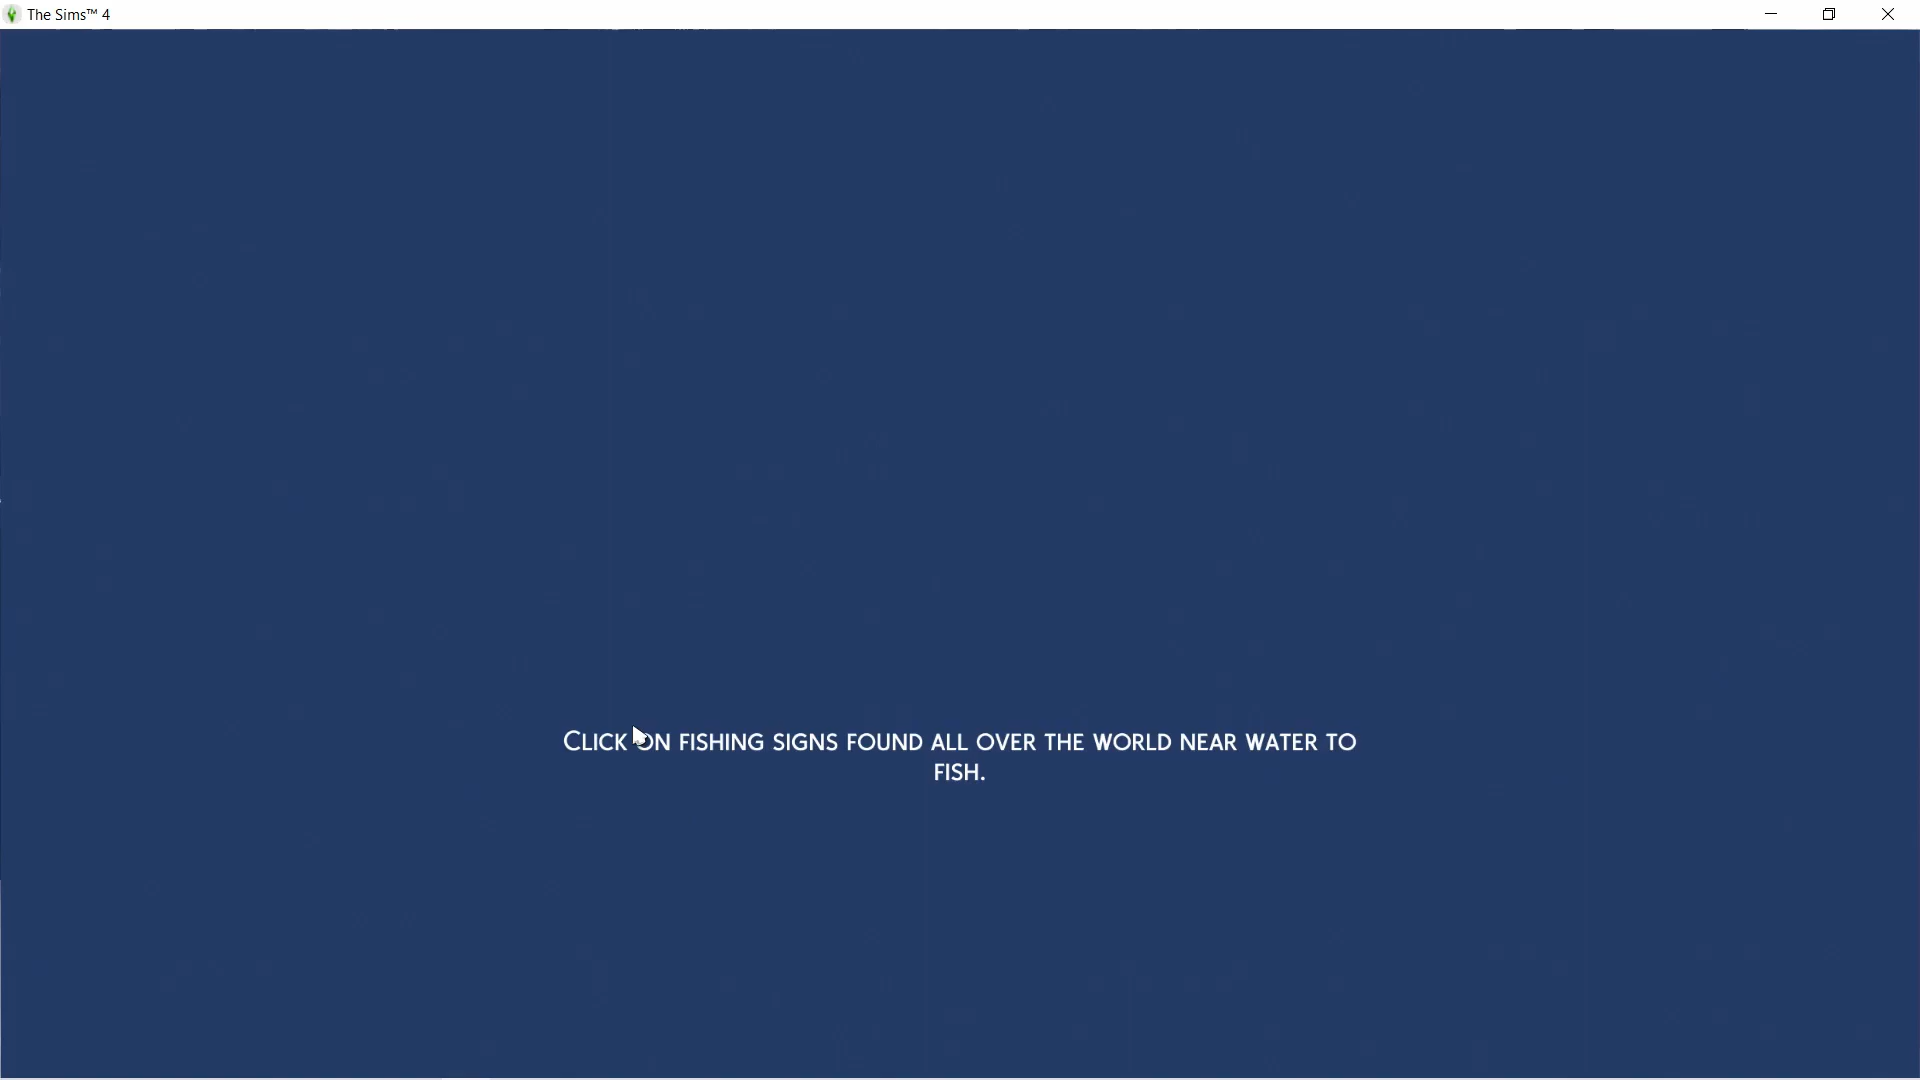 The Sims™ 4
CLICK ON FISHING SIGNS FOUND ALL OVER THE WORLD NEAR WATER TO
FISH.